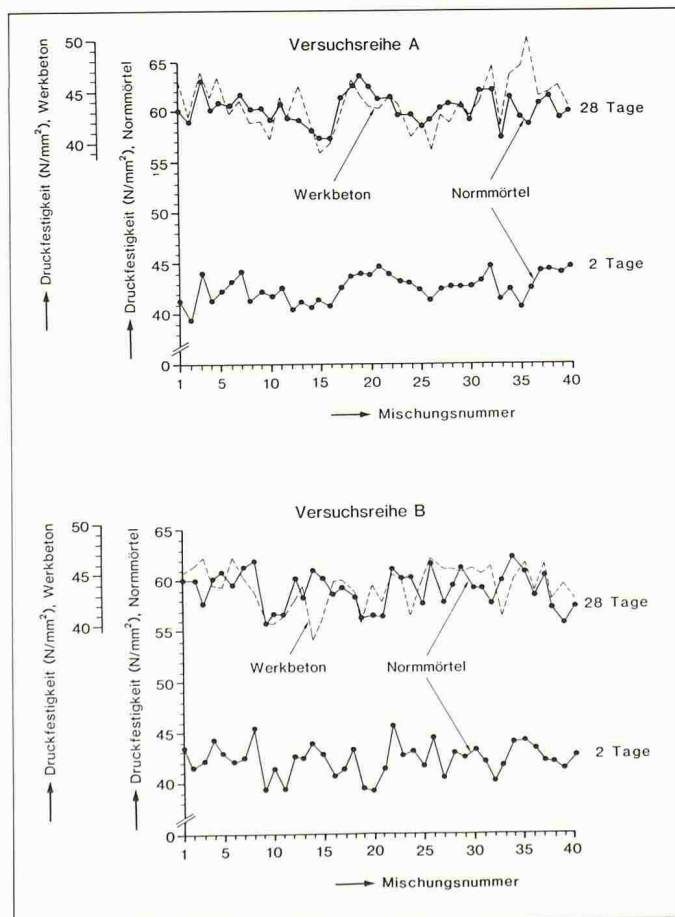 Versuchsreihe A
Druckfestigkeit (N/mm²), Werkbeton
50
45
40
Druckfestigkeit (N/mm²), Normmörtel
65
60
55
50
45
40
0
28 Tage
Werkbeton
Normmörtel
2 Tage
1 5 10 15 20 25 30 35 40
Mischungsnummer
Versuchsreihe B
Druckfestigkeit (N/mm²), Werkbeton
50
45
40
Druckfestigkeit (N/mm²), Normmörtel
65
60
55
50
45
40
0
28 Tage
Werkbeton
Normmörtel
2 Tage
1 5 10 15 20 25 30 35 40
Mischungsnummer